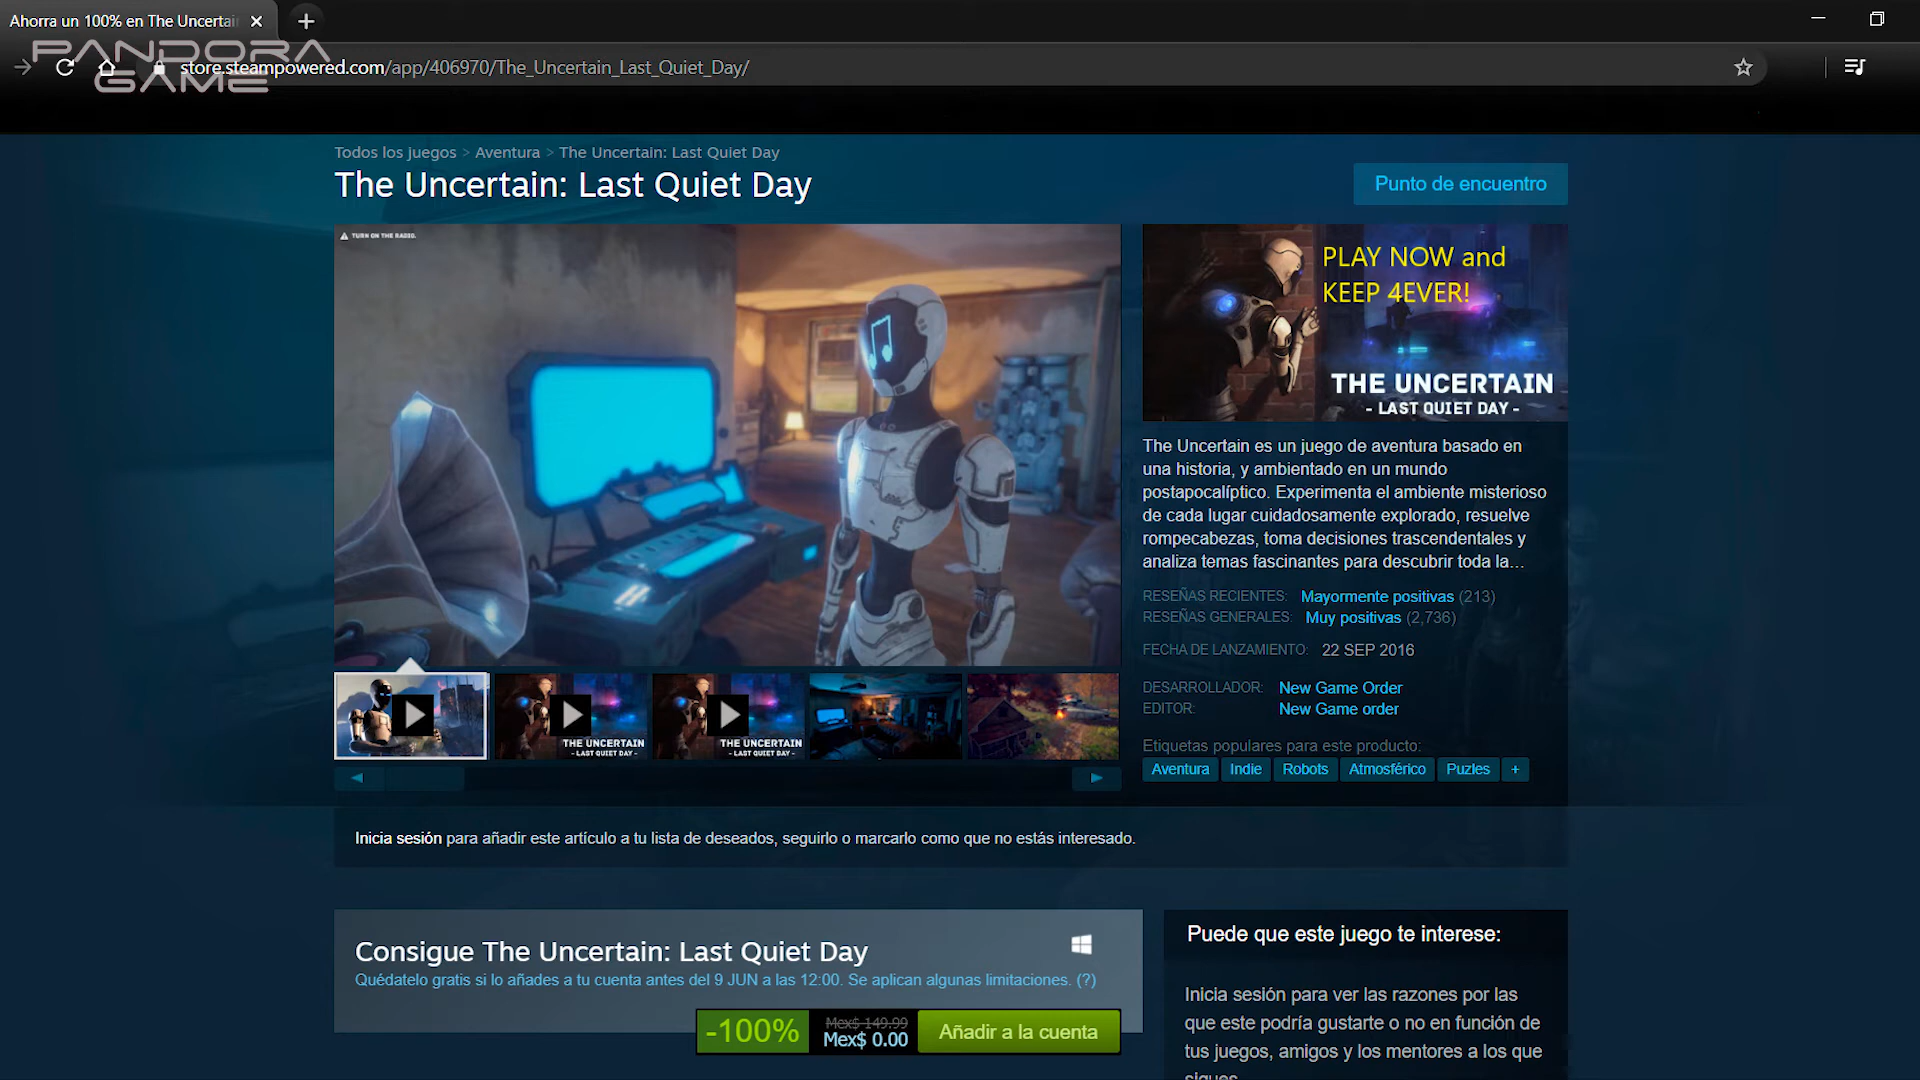 Ahorra un 100% en The Uncertai
PANDORA
GAME
store.steampowered.com/app/406970/The_Uncertain_Last_Quiet_Day/
Todos los juegos > Aventura > The Uncertain: Last Quiet Day
The Uncertain: Last Quiet Day
Punto de encuentro
TURN ON THE RADIO.
PLAY NOW and
KEEP 4EVER!
THE UNCERTAIN
- LAST QUIET DAY -
The Uncertain es un juego de aventura basado en
una historia, y ambientado en un mundo
postapocalíptico. Experimenta el ambiente misterioso
de cada lugar cuidadosamente explorado, resuelve
rompecabezas, toma decisiones trascendentales y
analiza temas fascinantes para descubrir toda la...
RESEÑAS RECIENTES: Mayormente positivas (213)
RESEÑAS GENERALES: Muy positivas (2,736)
FECHA DE LANZAMIENTO: 22 SEP 2016
DESARROLLADOR: New Game Order
EDITOR: New Game order
Etiquetas populares para este producto:
Aventura Indie Robots Atmosférico Puzles +
THE UNCERTAIN
- LAST QUIET DAY -
THE UNCERTAIN
- LAST QUIET DAY -
Inicia sesión para añadir este artículo a tu lista de deseados, seguirlo o marcarlo como que no estás interesado.
Consigue The Uncertain: Last Quiet Day
Quédatelo gratis si lo añades a tu cuenta antes del 9 JUN a las 12:00. Se aplican algunas limitaciones. (?)
-100%
Mex$ 149.99
Mex$ 0.00
Añadir a la cuenta
Puede que este juego te interese:
Inicia sesión para ver las razones por las
que este podría gustarte o no en función de
tus juegos, amigos y los mentores a los que
sigues.